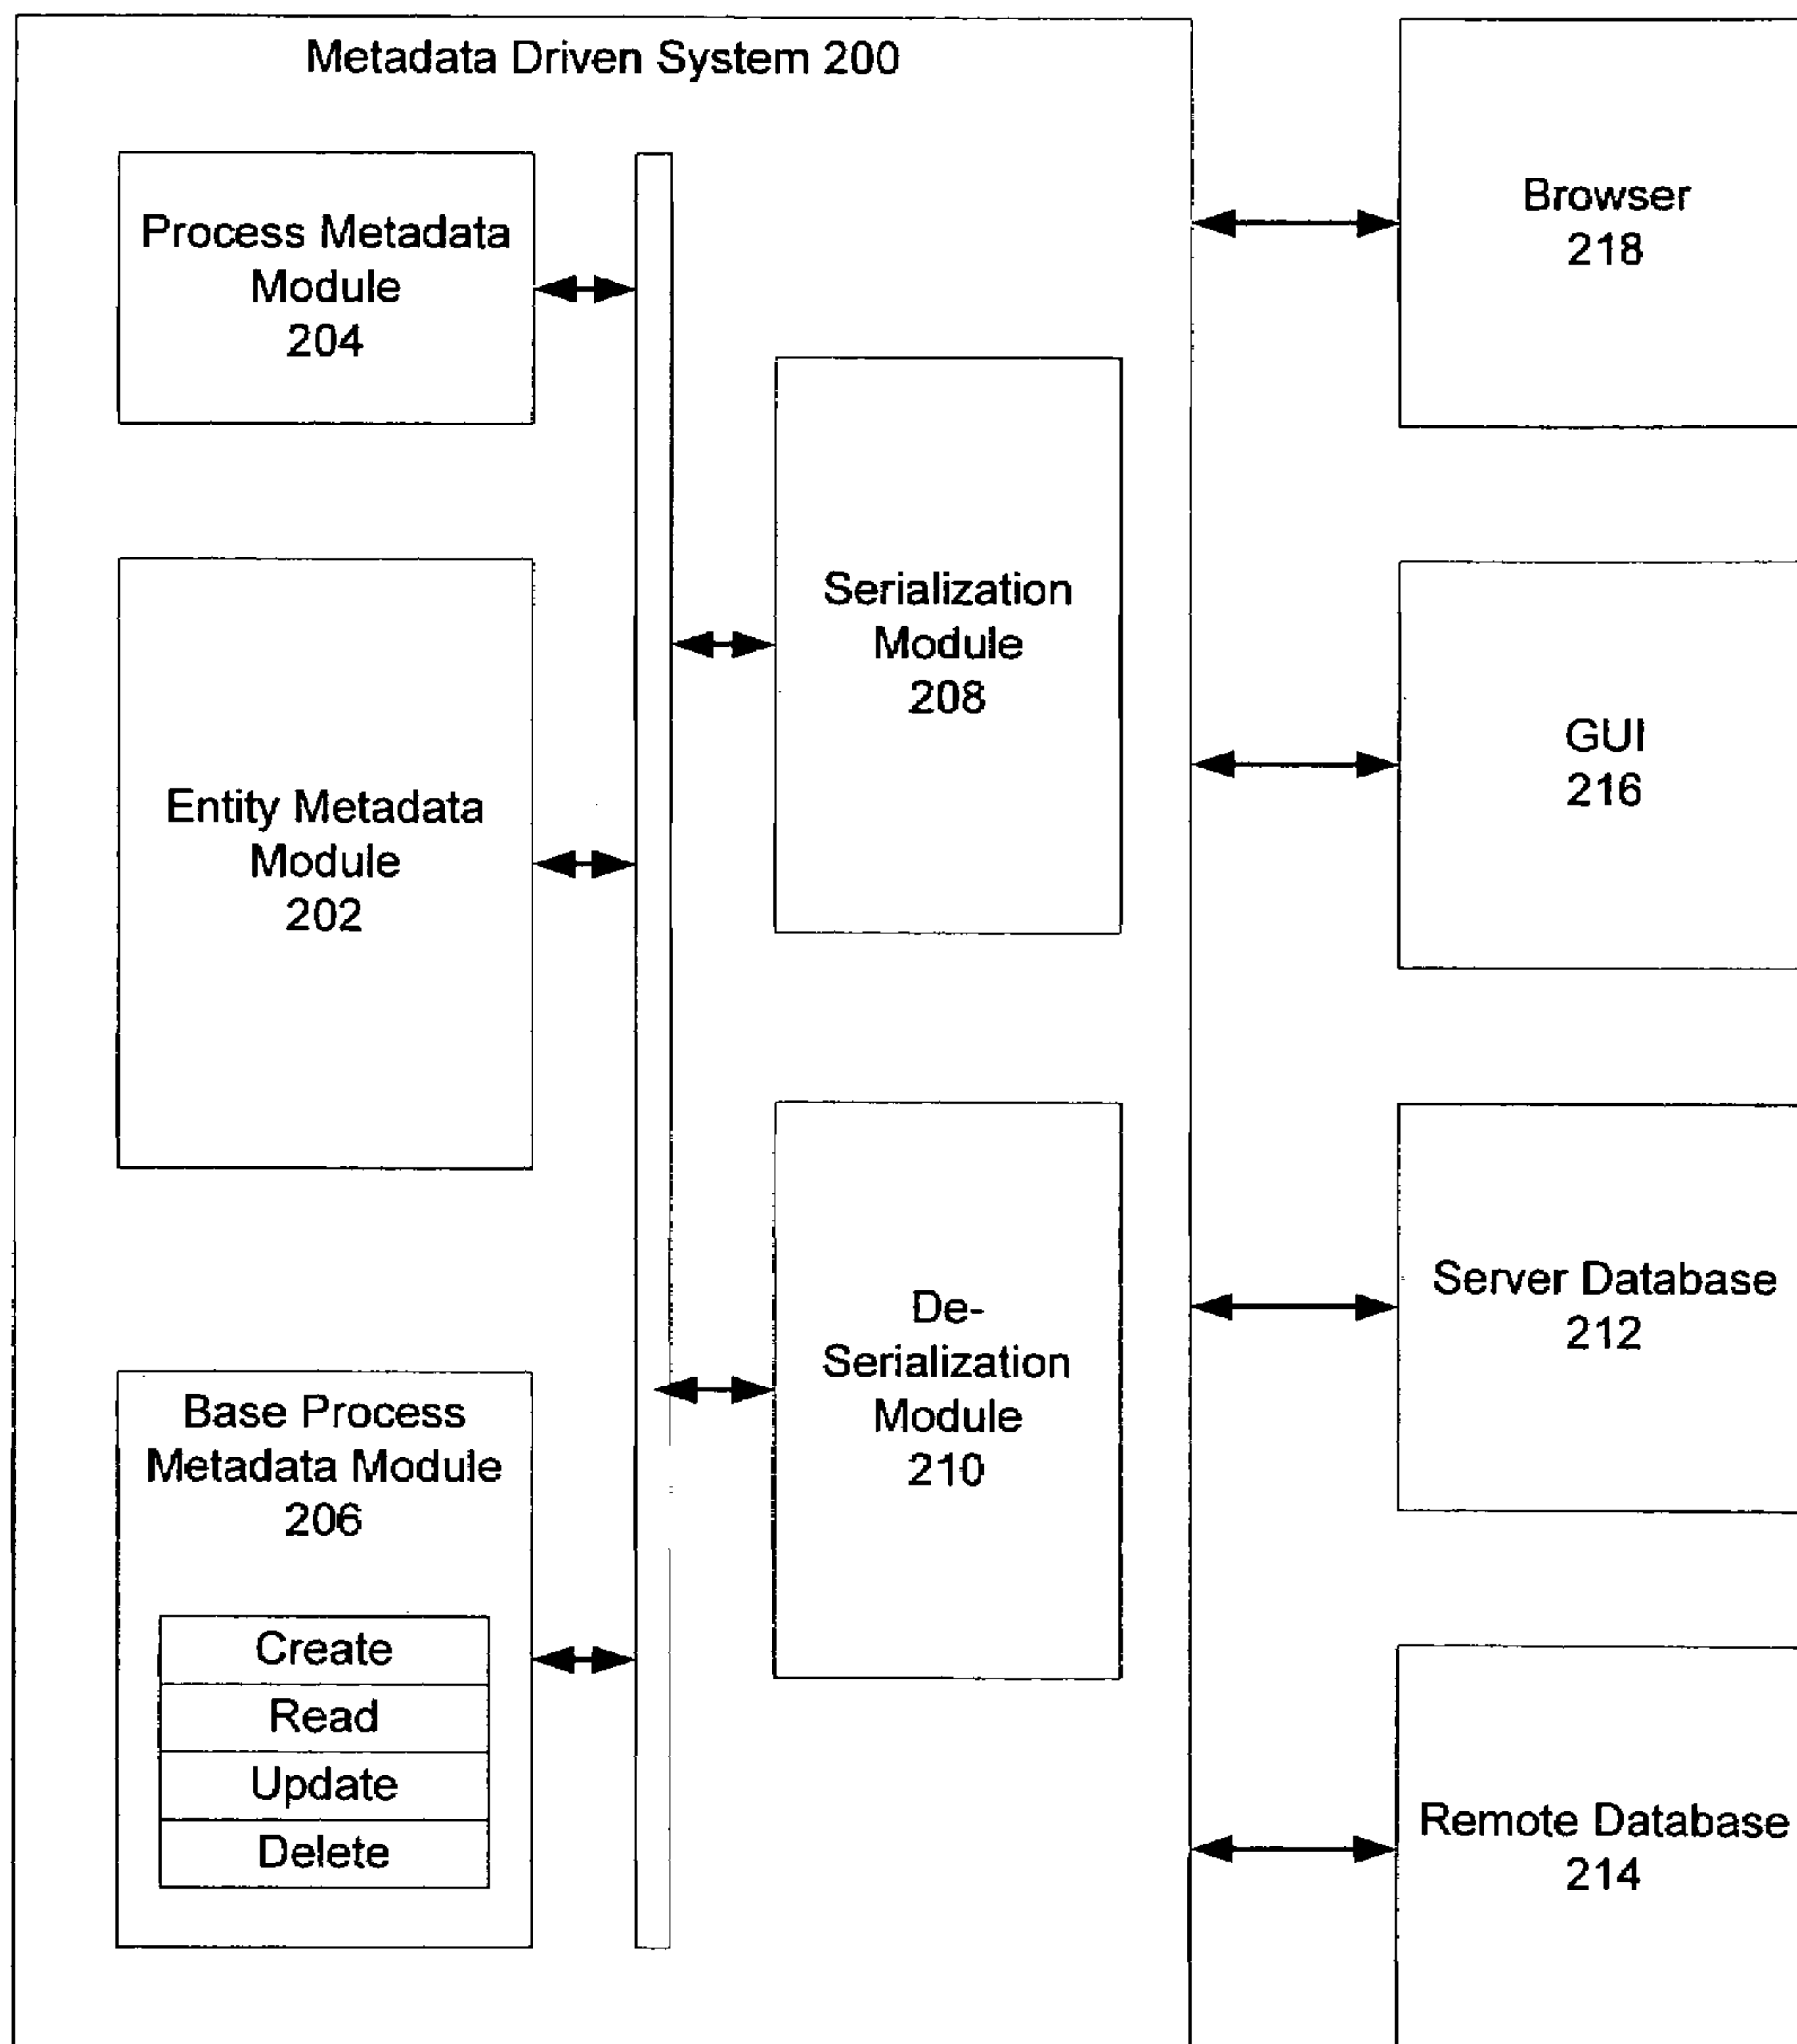 Metadata Driven System 200
Process Metadata
Module
204
Entity Metadata
Module
202
Base Process
Metadata Module
206
Create
Read
Update
Delete
Serialization
Module
208
De-
Serialization
Module
210
Browser
218
GUI
216
Server Database
212
Remote Database
214